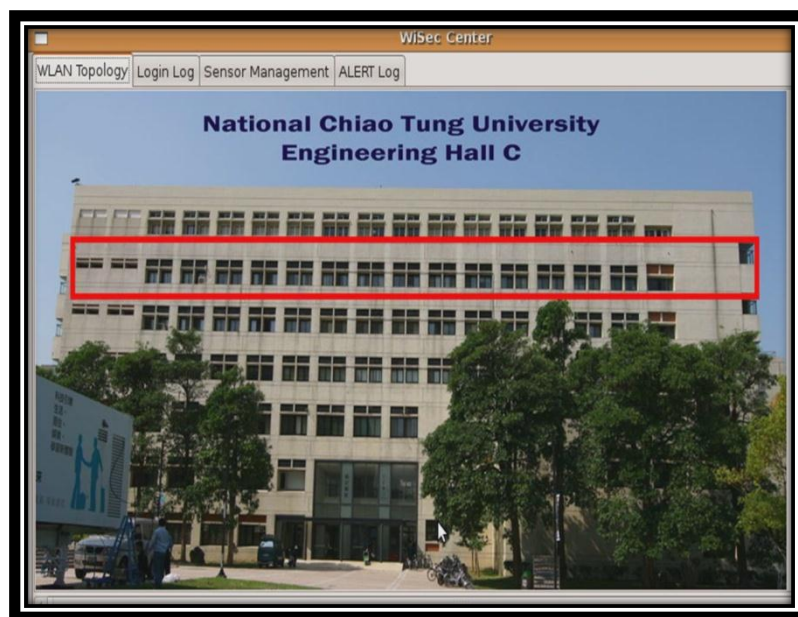 WiSec Center
WLAN Topology
Login Log
Sensor Management
ALERT Log
National Chiao Tung University
Engineering Hall C